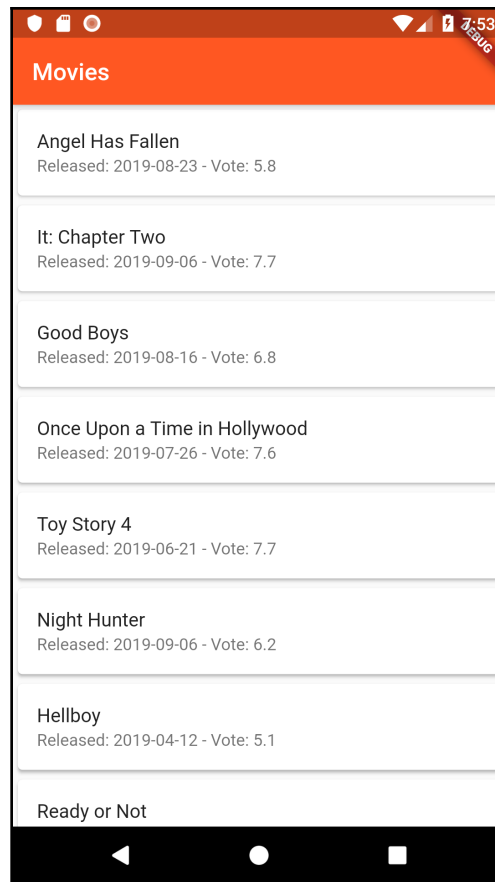 7:53
DEBUG
Movies
Angel Has Fallen
Released: 2019-08-23 - Vote: 5.8
It: Chapter Two
Released: 2019-09-06 - Vote: 7.7
Good Boys
Released: 2019-08-16 - Vote: 6.8
Once Upon a Time in Hollywood
Released: 2019-07-26 - Vote: 7.6
Toy Story 4
Released: 2019-06-21 - Vote: 7.7
Night Hunter
Released: 2019-09-06 - Vote: 6.2
Hellboy
Released: 2019-04-12 - Vote: 5.1
Ready or Not